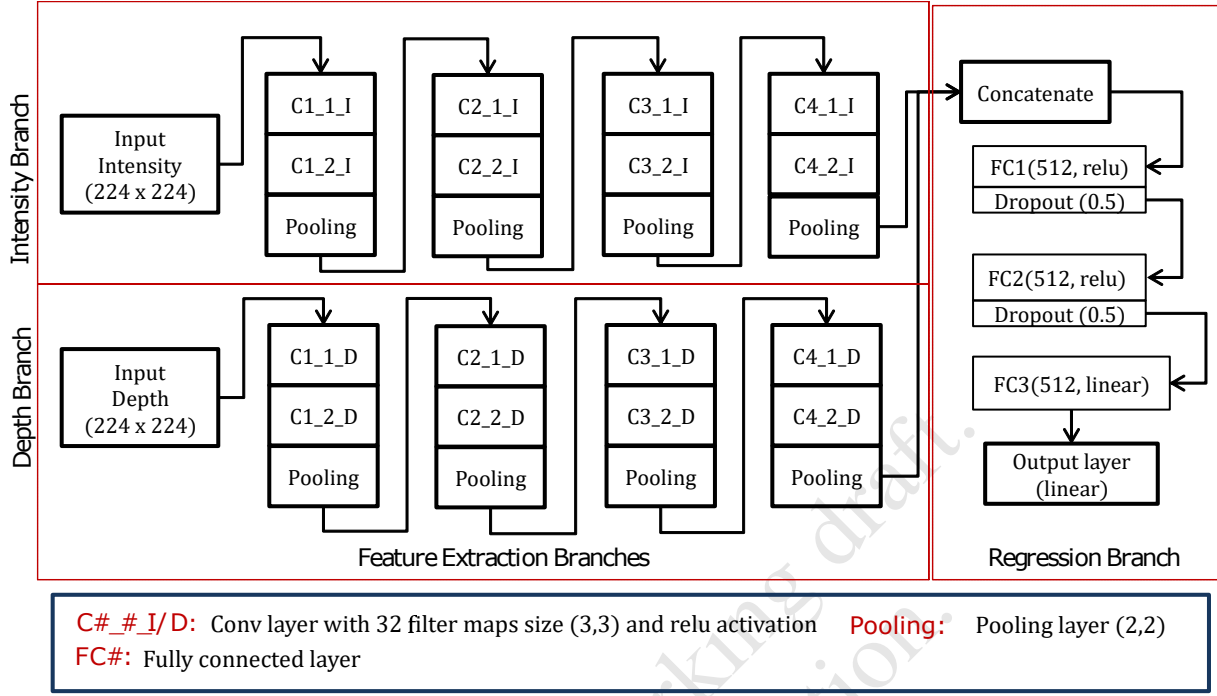 Intensity Branch
Input
Intensity
(224 x 224)
C1_1_I
C1_2_I
Pooling
C2_1_I
C2_2_I
Pooling
C3_1_I
C3_2_I
Pooling
C4_1_I
C4_2_I
Pooling
Depth Branch
Input
Depth
(224 x 224)
C1_1_D
C1_2_D
Pooling
C2_1_D
C2_2_D
Pooling
C3_1_D
C3_2_D
Pooling
C4_1_D
C4_2_D
Pooling
Feature Extraction Branches
Concatenate
FC1(512, relu)
Dropout (0.5)
FC2(512, relu)
Dropout (0.5)
FC3(512, linear)
Output layer
(linear)
Regression Branch
C#_#_I/D: Conv layer with 32 filter maps size (3,3) and relu activation Pooling: Pooling layer (2,2)
FC#: Fully connected layer
draft.